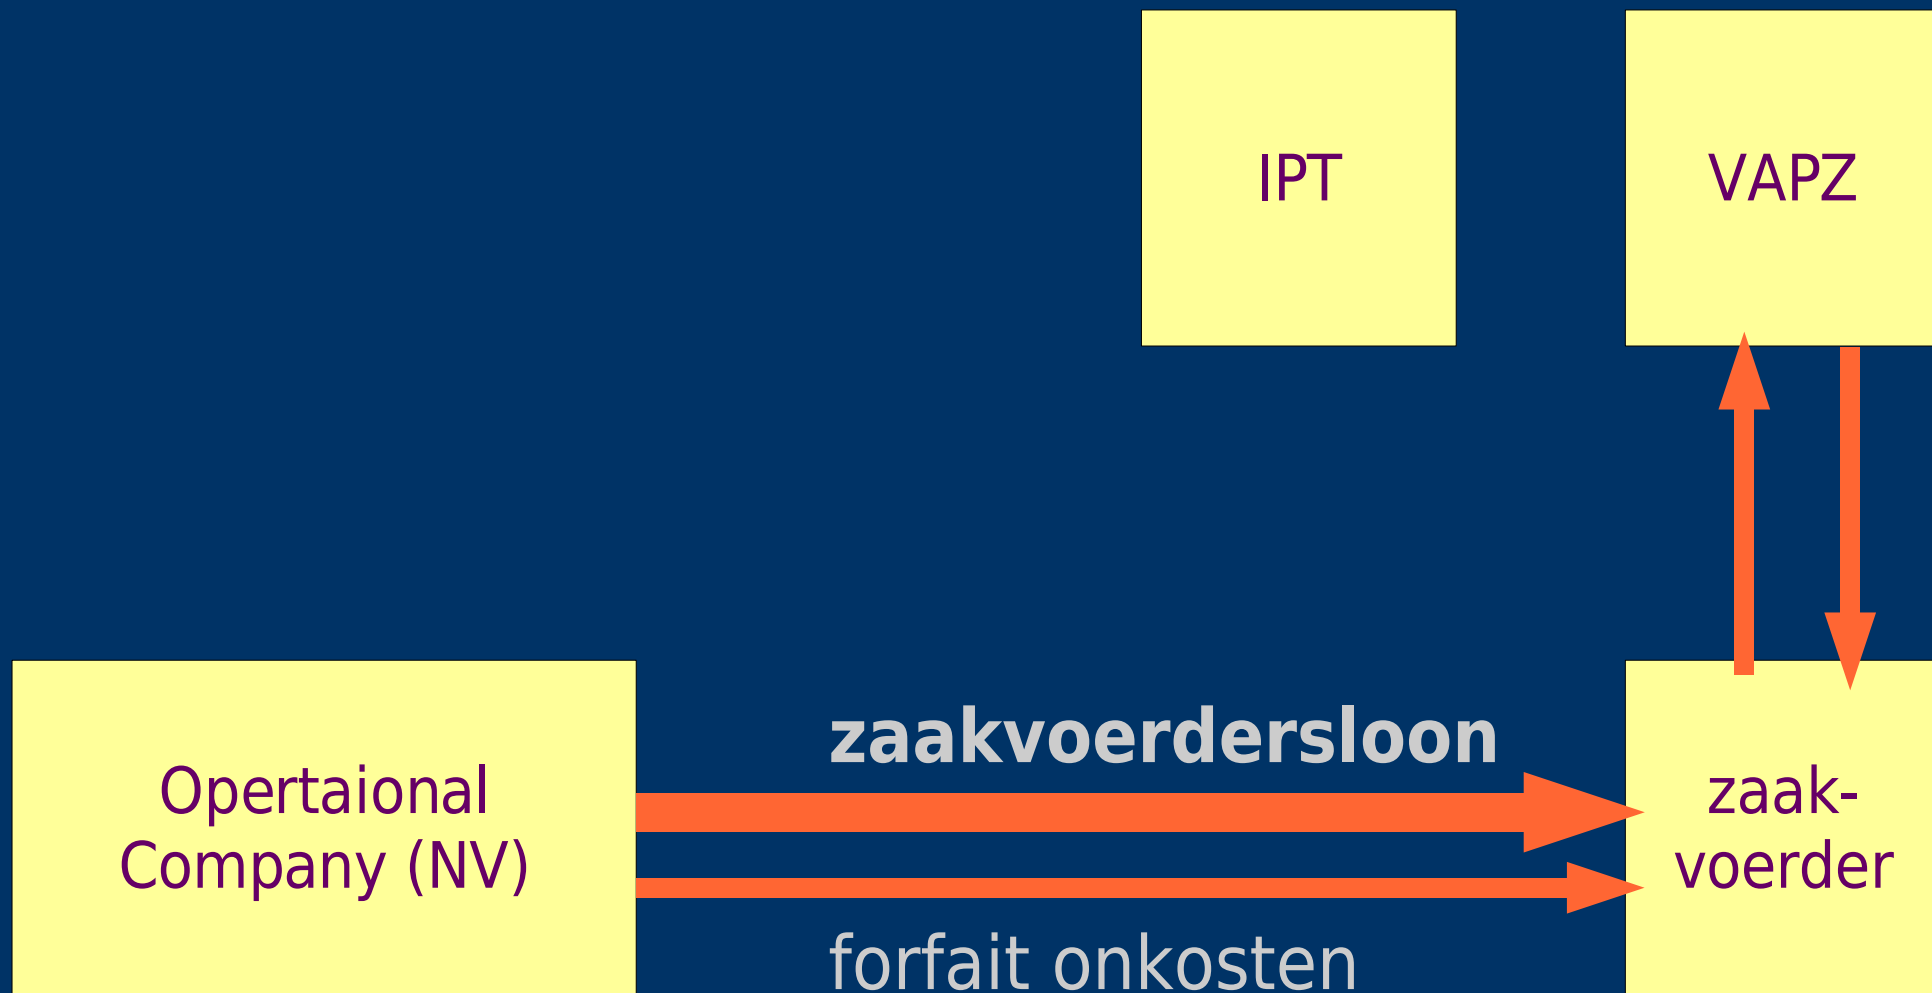 IPT
VAPZ
zaakvoerdersloon
Opertaional
Company (NV)
zaak-
voerder
forfait onkosten